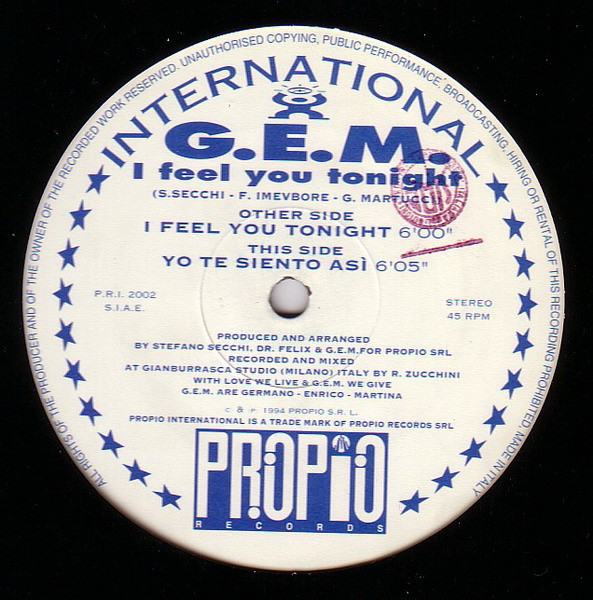 ALL RIGHTS OF THE PRODUCER AND OF THE OWNER OF THE RECORDED WORK RESERVED. UNAUTHORISED COPYING, PUBLIC PERFORMANCE, BROADCASTING, HIRING OR RENTAL OF THIS RECORDING PROHIBITED. MADE IN ITALY
INTERNATIONAL
G.E.M.
I feel you tonight
(S.SECCHI - F. IMEVBORE - G. MARTUCCI)
OTHER SIDE
I FEEL YOU TONIGHT 6'00"
THIS SIDE
YO TE SIENTO ASÌ 6'05"
P.R.I. 2002
S.I.A.E.
STEREO
45 RPM
PRODUCED AND ARRANGED
BY STEFANO SECCHI, DR. FELIX & G.E.M. FOR PROPIO SRL
RECORDED AND MIXED
AT GIANBURRASCA STUDIO (MILANO) ITALY BY R. ZUCCHINI
WITH LOVE WE LIVE & G.E.M. WE GIVE
G.E.M. ARE GERMANO - ENRICO - MARTINA
© & ℗ 1994 PROPIO S.R.L.
PROPIO INTERNATIONAL IS A TRADE MARK OF PROPIO RECORDS SRL
PROPIO
RECORDS